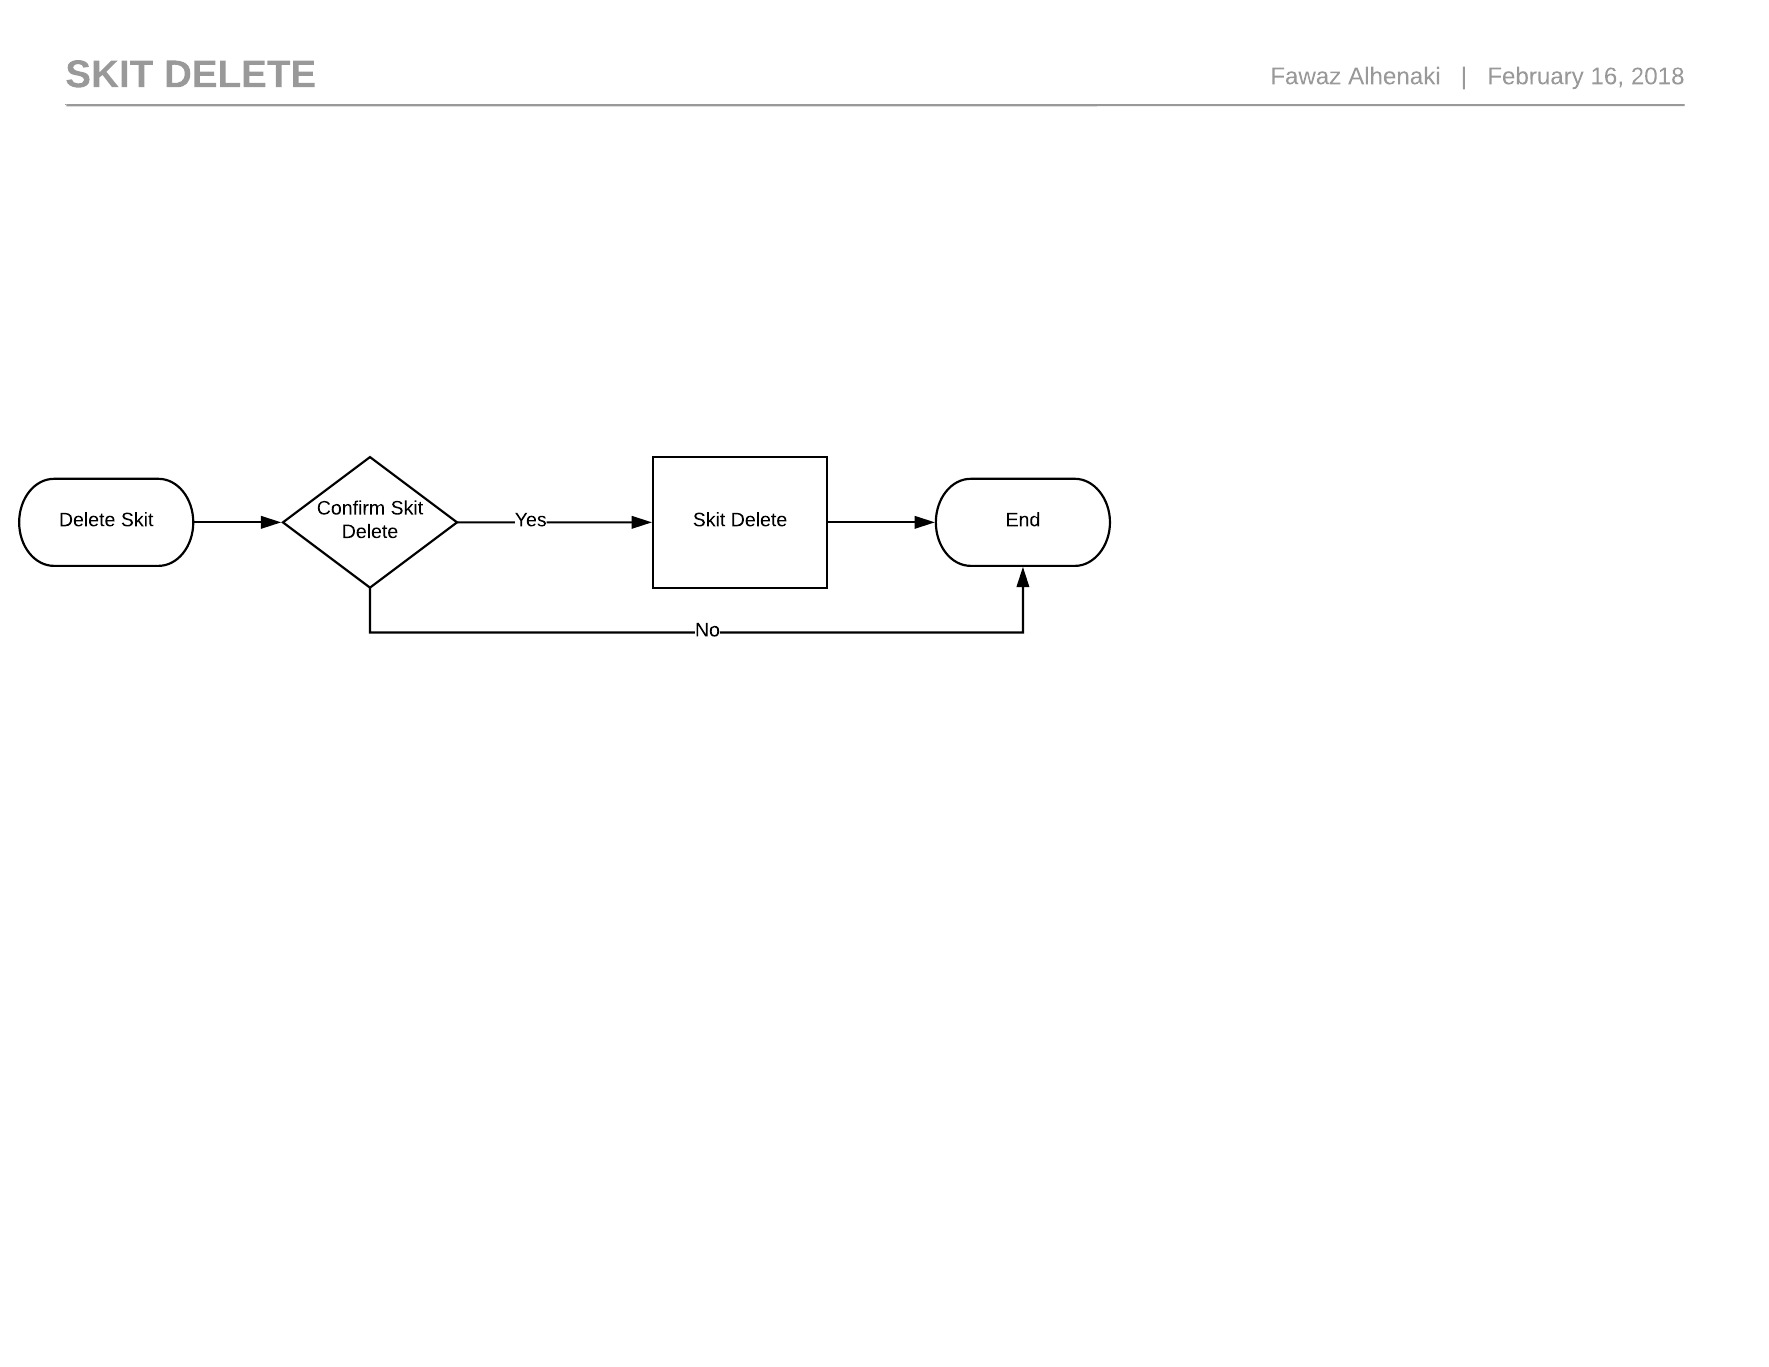 SKIT DELETE
Fawaz Alhenaki | February 16, 2018
Delete Skit
Confirm Skit
Delete
Yes
Skit Delete
End
No